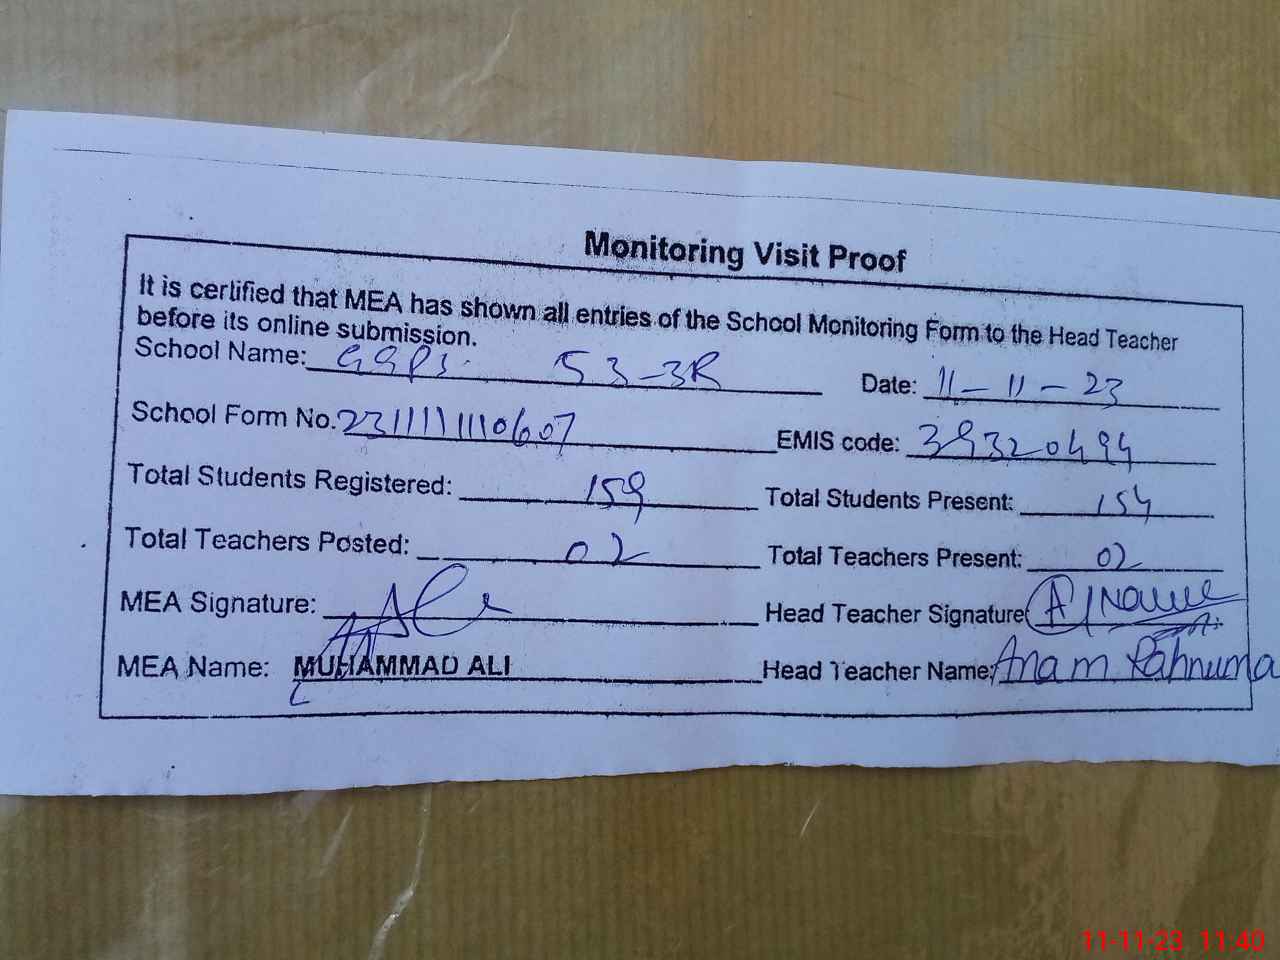 Monitoring Visit Proof
It is certified that MEA has shown all entries of the School Monitoring Form to the Head Teacher
before its online submission.
School Name: GGPS 53-3R Date: 11-11-23
School Form No. 2311111110607 EMIS code: 39320494
Total Students Registered: 159 Total Students Present: 154
Total Teachers Posted: 02 Total Teachers Present: 02
MEA Signature: Head Teacher Signature
MEA Name: MUHAMMAD ALI Head Teacher Name: Anam Rahnuma
11-11-23 11:40